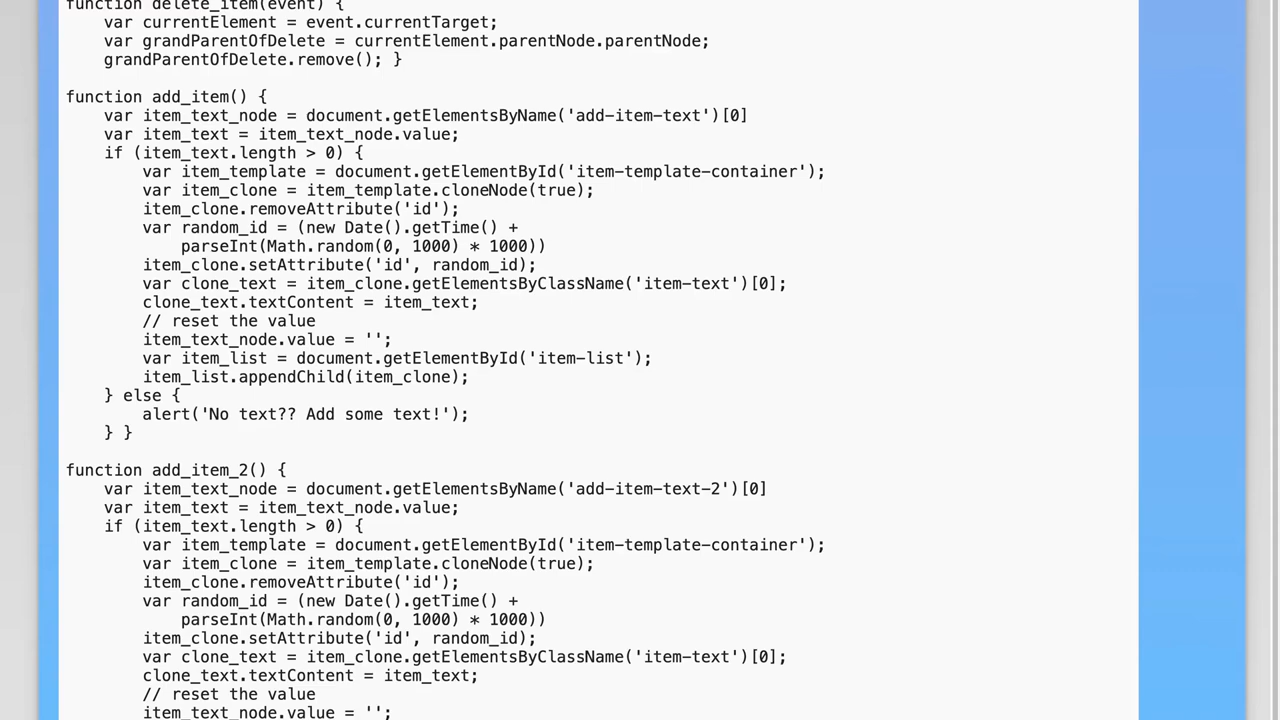 function delete_item(event) {
    var currentElement = event.currentTarget;
    var grandParentOfDelete = currentElement.parentNode.parentNode;
    grandParentOfDelete.remove(); }

function add_item() {
    var item_text_node = document.getElementsByName('add-item-text')[0]
    var item_text = item_text_node.value;
    if (item_text.length > 0) {
        var item_template = document.getElementById('item-template-container');
        var item_clone = item_template.cloneNode(true);
        item_clone.removeAttribute('id');
        var random_id = (new Date().getTime() +
            parseInt(Math.random(0, 1000) * 1000))
        item_clone.setAttribute('id', random_id);
        var clone_text = item_clone.getElementsByClassName('item-text')[0];
        clone_text.textContent = item_text;
        // reset the value
        item_text_node.value = '';
        var item_list = document.getElementById('item-list');
        item_list.appendChild(item_clone);
    } else {
        alert('No text?? Add some text!');
    } }

function add_item_2() {
    var item_text_node = document.getElementsByName('add-item-text-2')[0]
    var item_text = item_text_node.value;
    if (item_text.length > 0) {
        var item_template = document.getElementById('item-template-container');
        var item_clone = item_template.cloneNode(true);
        item_clone.removeAttribute('id');
        var random_id = (new Date().getTime() +
            parseInt(Math.random(0, 1000) * 1000))
        item_clone.setAttribute('id', random_id);
        var clone_text = item_clone.getElementsByClassName('item-text')[0];
        clone_text.textContent = item_text;
        // reset the value
        item_text_node.value = '';